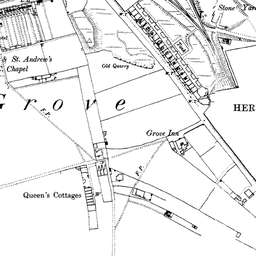 Stone Yard
& St. Andrew's
Chapel
Old Quarry
Grove
HER
Grove Inn
F.P.
F.P.
Queen's Cottages
F.P.